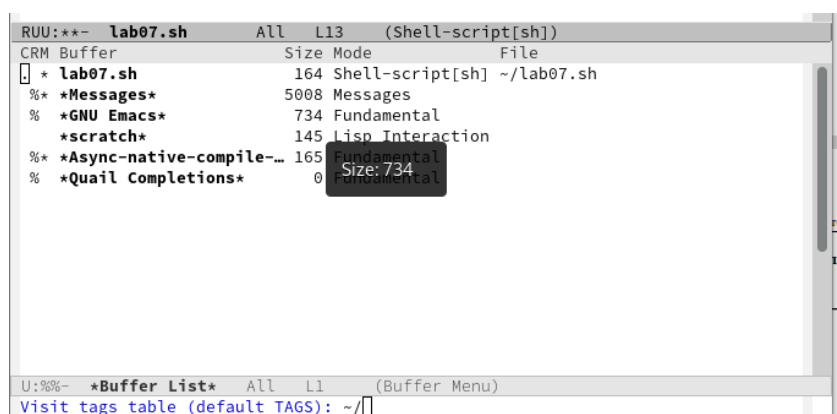 RUU:**-  lab07.sh      All   L13    (Shell-script[sh])
CRM Buffer                 Size Mode             File
. * lab07.sh                164 Shell-script[sh] ~/lab07.sh
 %* *Messages*             5008 Messages
 %  *GNU Emacs*             734 Fundamental
    *scratch*               145 Lisp Interaction
 %* *Async-native-compile-… 165 Fundamental
 %  *Quail Completions*       0 Fundamental
Size: 734
U:%%-  *Buffer List*   All   L1     (Buffer Menu)
Visit tags table (default TAGS): ~/